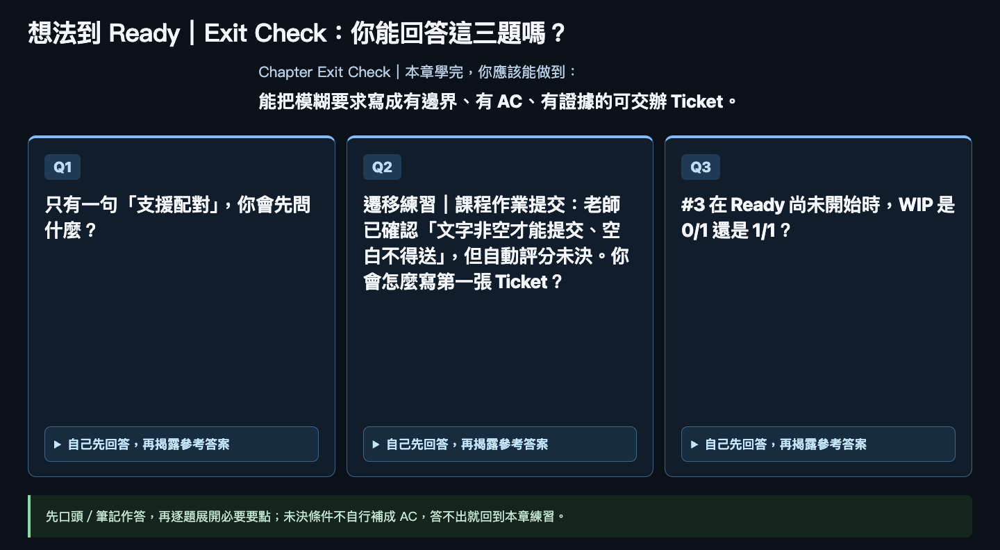 想法到 Ready｜Exit Check：你能回答這三題嗎？
Chapter Exit Check｜本章學完，你應該能做到：
能把模糊要求寫成有邊界、有 AC、有證據的可交辦 Ticket。
Q1
只有一句「支援配對」，你會先問
什麼？
▶ 自己先回答，再揭露參考答案
Q2
遷移練習｜課程作業提交：老師
已確認「文字非空才能提交、空
白不得送」，但自動評分未決。你
會怎麼寫第一張 Ticket？
▶ 自己先回答，再揭露參考答案
Q3
#3 在 Ready 尚未開始時，WIP 是
0/1 還是 1/1？
▶ 自己先回答，再揭露參考答案
先口頭 / 筆記作答，再逐題展開必要要點；未決條件不自行補成 AC，答不出就回到本章練習。